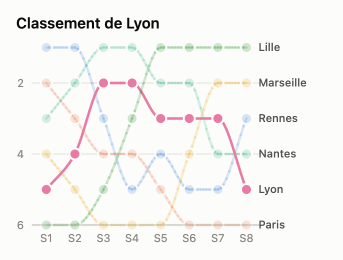 Classement de Lyon
Lille
2 Marseille
Rennes
4 Nantes
Lyon
6 Paris
S1 S2 S3 S4 S5 S6 S7 S8